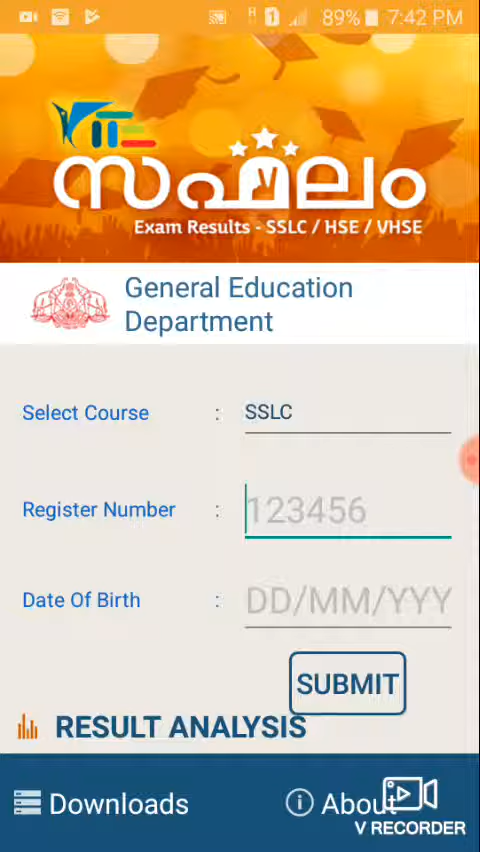 H 1 89% 7:42 PM
സഫലം
Exam Results - SSLC / HSE / VHSE
General Education
Department
Select Course : SSLC
Register Number : 123456
Date Of Birth : DD/MM/YYY
SUBMIT
RESULT ANALYSIS
Downloads
About
V RECORDER